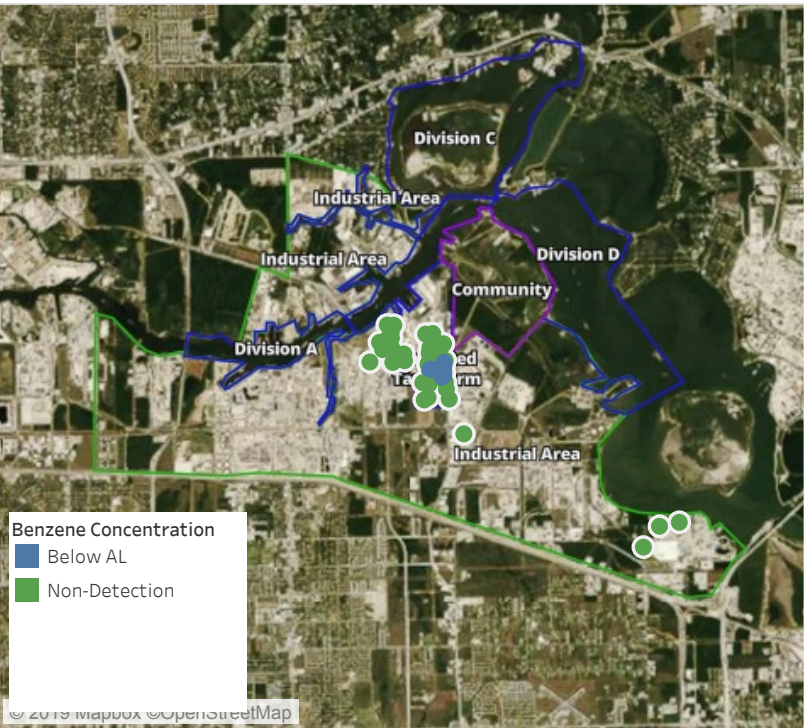 Division C
Industrial Area
Division D
Industrial Area
Community
Division A
Industrial Area
Benzene Concentration
Below AL
Non-Detection
© 2019 Mapbox ©OpenStreetMap